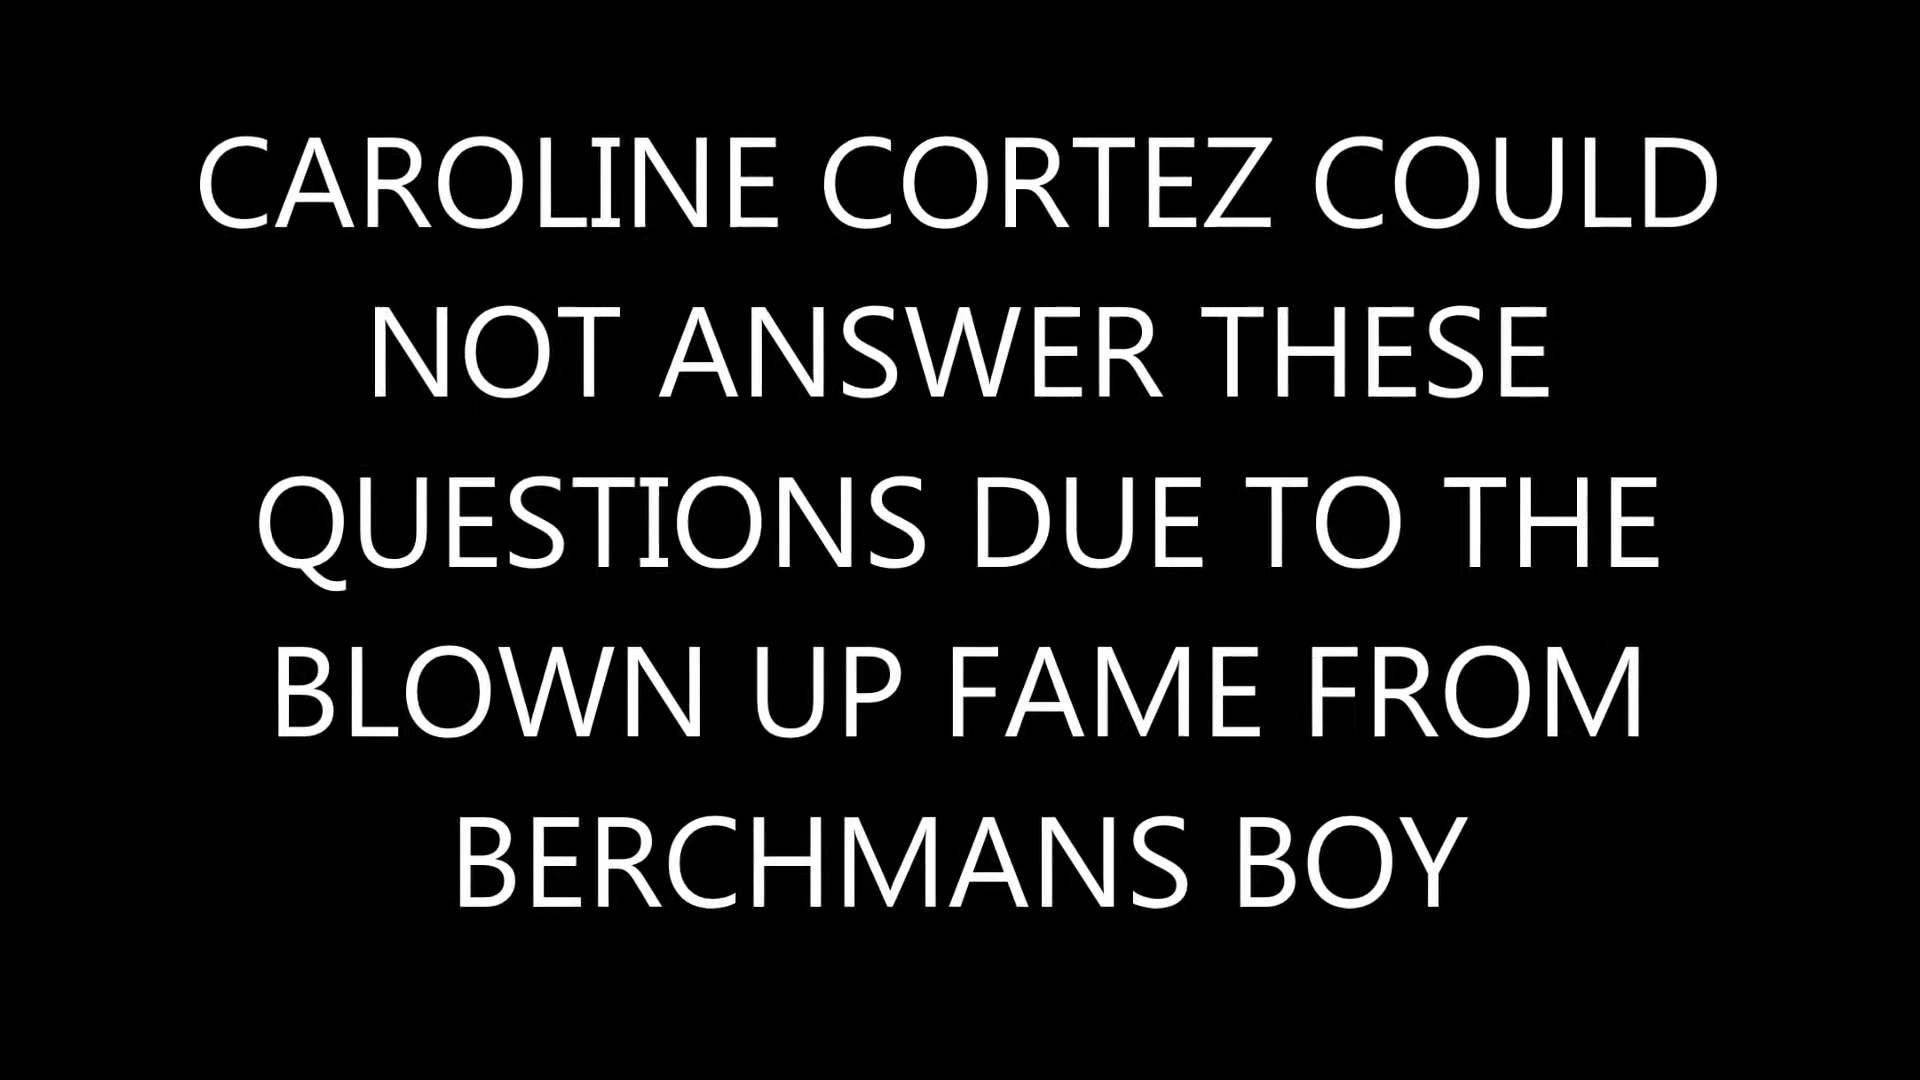 CAROLINE CORTEZ COULD
NOT ANSWER THESE
QUESTIONS DUE TO THE
BLOWN UP FAME FROM
BERCHMANS BOY